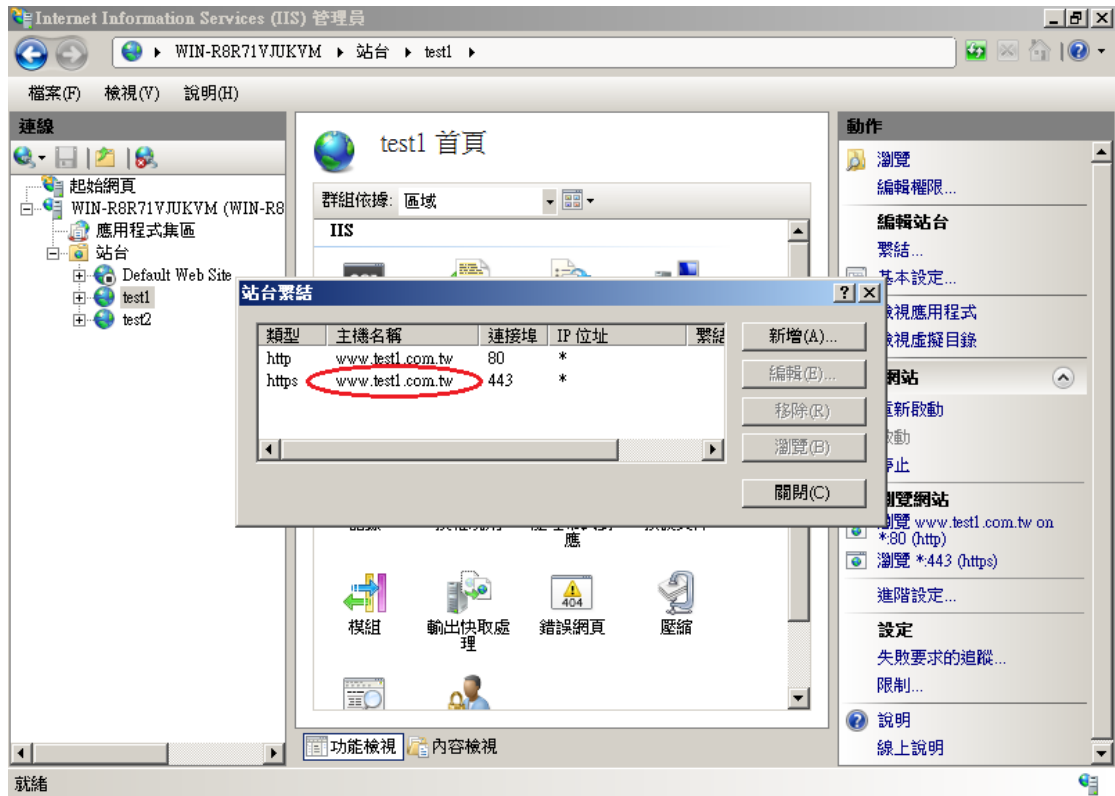 Internet Information Services (IIS) 管理員
WIN-R8R71VJUKVM ▸ 站台 ▸ test1 ▸
檔案(F) 檢視(V) 說明(H)
連線
起始網頁
WIN-R8R71VJUKVM (WIN-R8
應用程式集區
站台
Default Web Site
test1
test2
test1 首頁
群組依據: 區域
IIS
站台繫結
類型 主機名稱 連接埠 IP 位址 繫結
http www.test1.com.tw 80 *
https www.test1.com.tw 443 *
新增(A)...
編輯(E)...
移除(R)
瀏覽(B)
關閉(C)
應
模組
輸出快取處理
錯誤網頁
404
壓縮
功能檢視
內容檢視
動作
瀏覽
編輯權限...
編輯站台
繫結...
基本設定...
檢視應用程式
檢視虛擬目錄
網站
重新啟動
啟動
停止
瀏覽網站
瀏覽 www.test1.com.tw on
*:80 (http)
瀏覽 *:443 (https)
進階設定...
設定
失敗要求的追蹤...
限制...
說明
線上說明
就緒